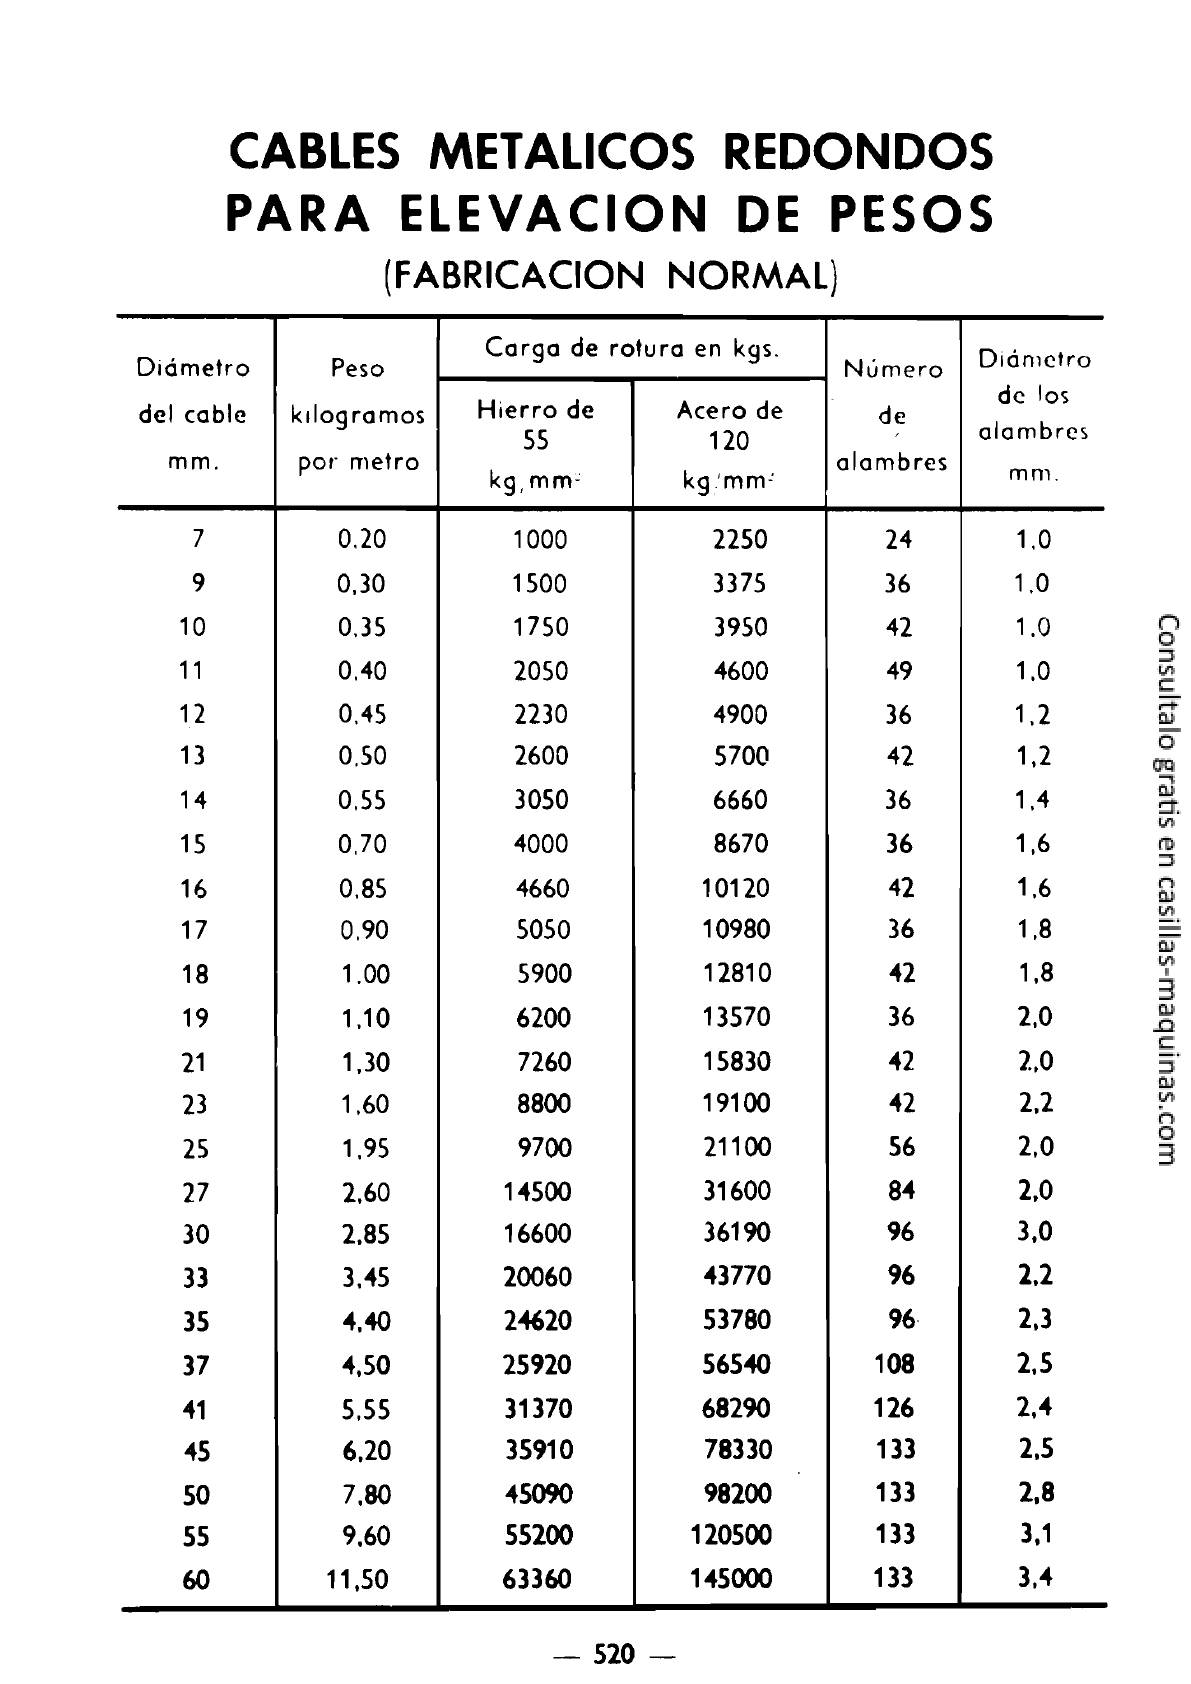 CABLES METALICOS REDONDOS
PARA ELEVACION DE PESOS
(FABRICACION NORMAL)
Diámetro del cable mm. | Peso kilogramos por metro | Carga de rotura en kgs. | Número de alambres | Diámetro de los alambres mm.
Hierro de 55 kg/mm² | Acero de 120 kg/mm²
7 0.20 1000 2250 24 1,0
9 0,30 1500 3375 36 1,0
10 0.35 1750 3950 42 1.0
11 0,40 2050 4600 49 1,0
12 0,45 2230 4900 36 1,2
13 0,50 2600 5700 42 1,2
14 0,55 3050 6660 36 1,4
15 0,70 4000 8670 36 1,6
16 0,85 4660 10120 42 1,6
17 0,90 5050 10980 36 1,8
18 1.00 5900 12810 42 1,8
19 1,10 6200 13570 36 2,0
21 1,30 7260 15830 42 2,0
23 1,60 8800 19100 42 2,2
25 1,95 9700 21100 56 2,0
27 2,60 14500 31600 84 2,0
30 2,85 16600 36190 96 3,0
33 3,45 20060 43770 96 2,2
35 4,40 24620 53780 96 2,3
37 4,50 25920 56540 108 2,5
41 5,55 31370 68290 126 2,4
45 6,20 35910 78330 133 2,5
50 7,80 45090 98200 133 2,8
55 9,60 55200 120500 133 3,1
60 11,50 63360 145000 133 3,4
— 520 —
Consultalo gratis en casillas-maquinas.com